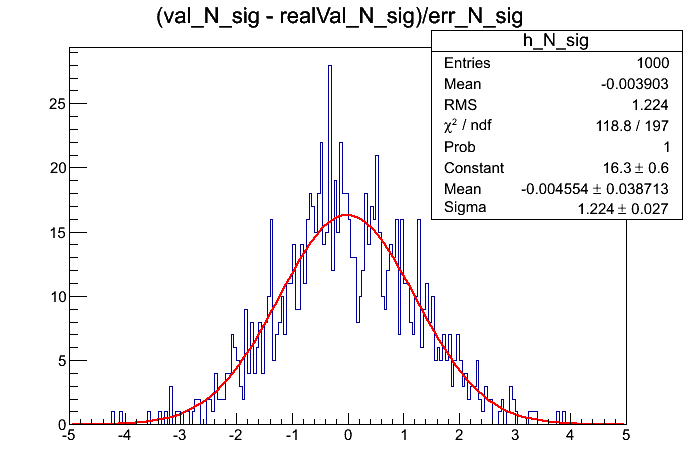 (val_N_sig - realVal_N_sig)/err_N_sig
h_N_sig
Entries 1000
Mean -0.003903
RMS 1.224
χ² / ndf 118.8 / 197
Prob 1
Constant 16.3 ± 0.6
Mean -0.004554 ± 0.038713
Sigma 1.224 ± 0.027
25
20
15
10
5
0
-5 -4 -3 -2 -1 0 1 2 3 4 5